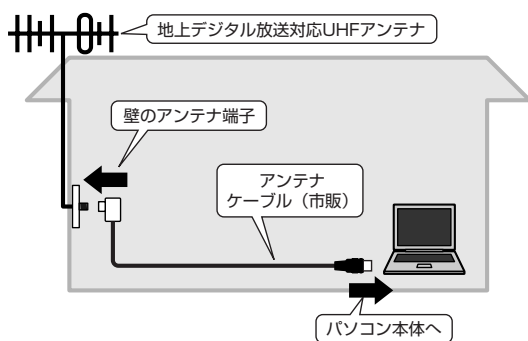 地上デジタル放送対応UHFアンテナ
壁のアンテナ端子
アンテナ
ケーブル（市販）
パソコン本体へ